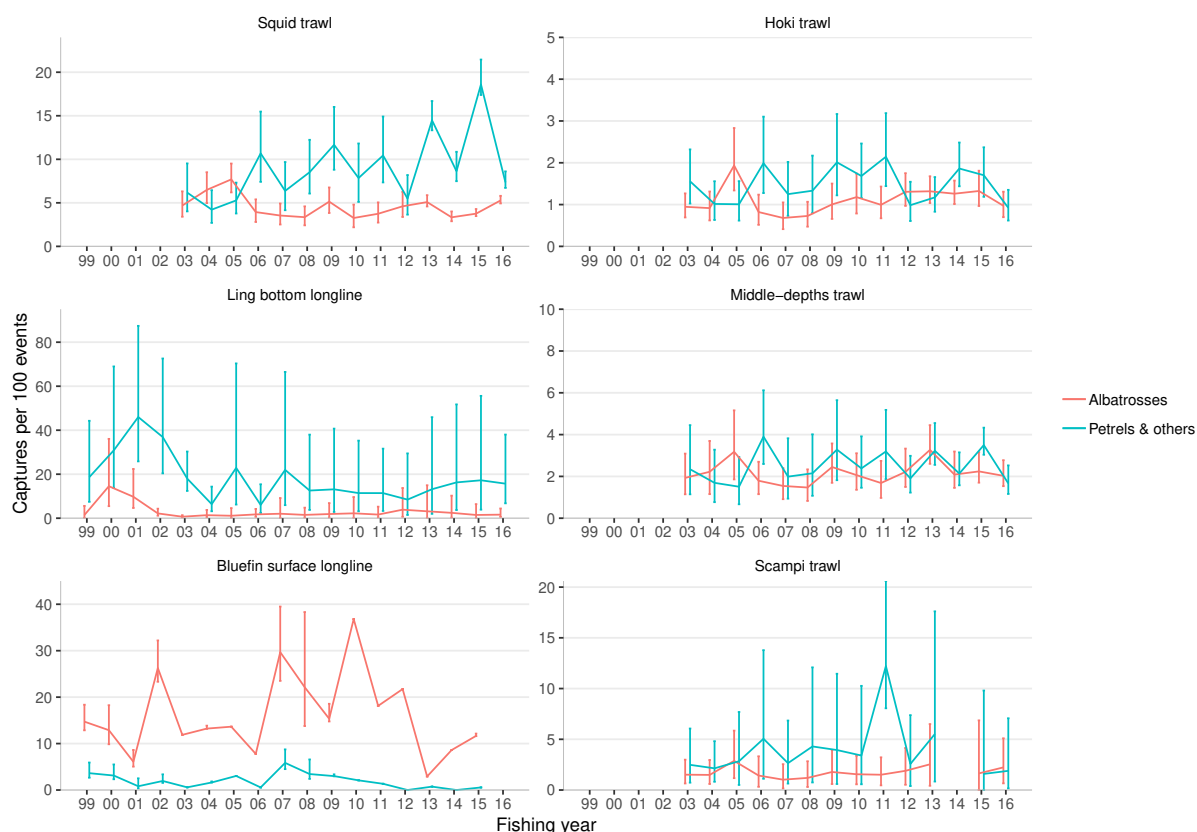 Squid trawl
Hoki trawl
20
15
10
5
0
99 00 01 02 03 04 05 06 07 08 09 10 11 12 13 14 15 16
5
4
3
2
1
0
99 00 01 02 03 04 05 06 07 08 09 10 11 12 13 14 15 16
Ling bottom longline
Middle−depths trawl
80
60
40
20
0
99 00 01 02 03 04 05 06 07 08 09 10 11 12 13 14 15 16
10
8
6
4
2
0
99 00 01 02 03 04 05 06 07 08 09 10 11 12 13 14 15 16
Captures per 100 events
Albatrosses
Petrels & others
Bluefin surface longline
Scampi trawl
40
30
20
10
0
99 00 01 02 03 04 05 06 07 08 09 10 11 12 13 14 15 16
20
15
10
5
0
99 00 01 02 03 04 05 06 07 08 09 10 11 12 13 14 15 16
Fishing year